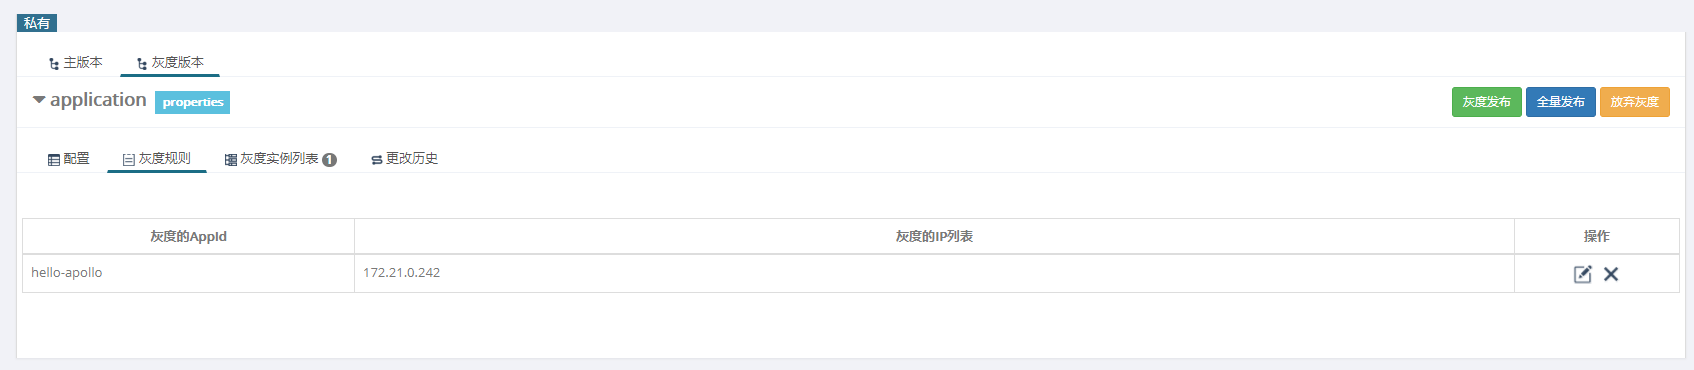 私有
主版本 灰度版本
application properties 灰度发布 全量发布 放弃灰度
配置 灰度规则 灰度实例列表 1 更改历史
灰度的AppId 灰度的IP列表 操作
hello-apollo 172.21.0.242